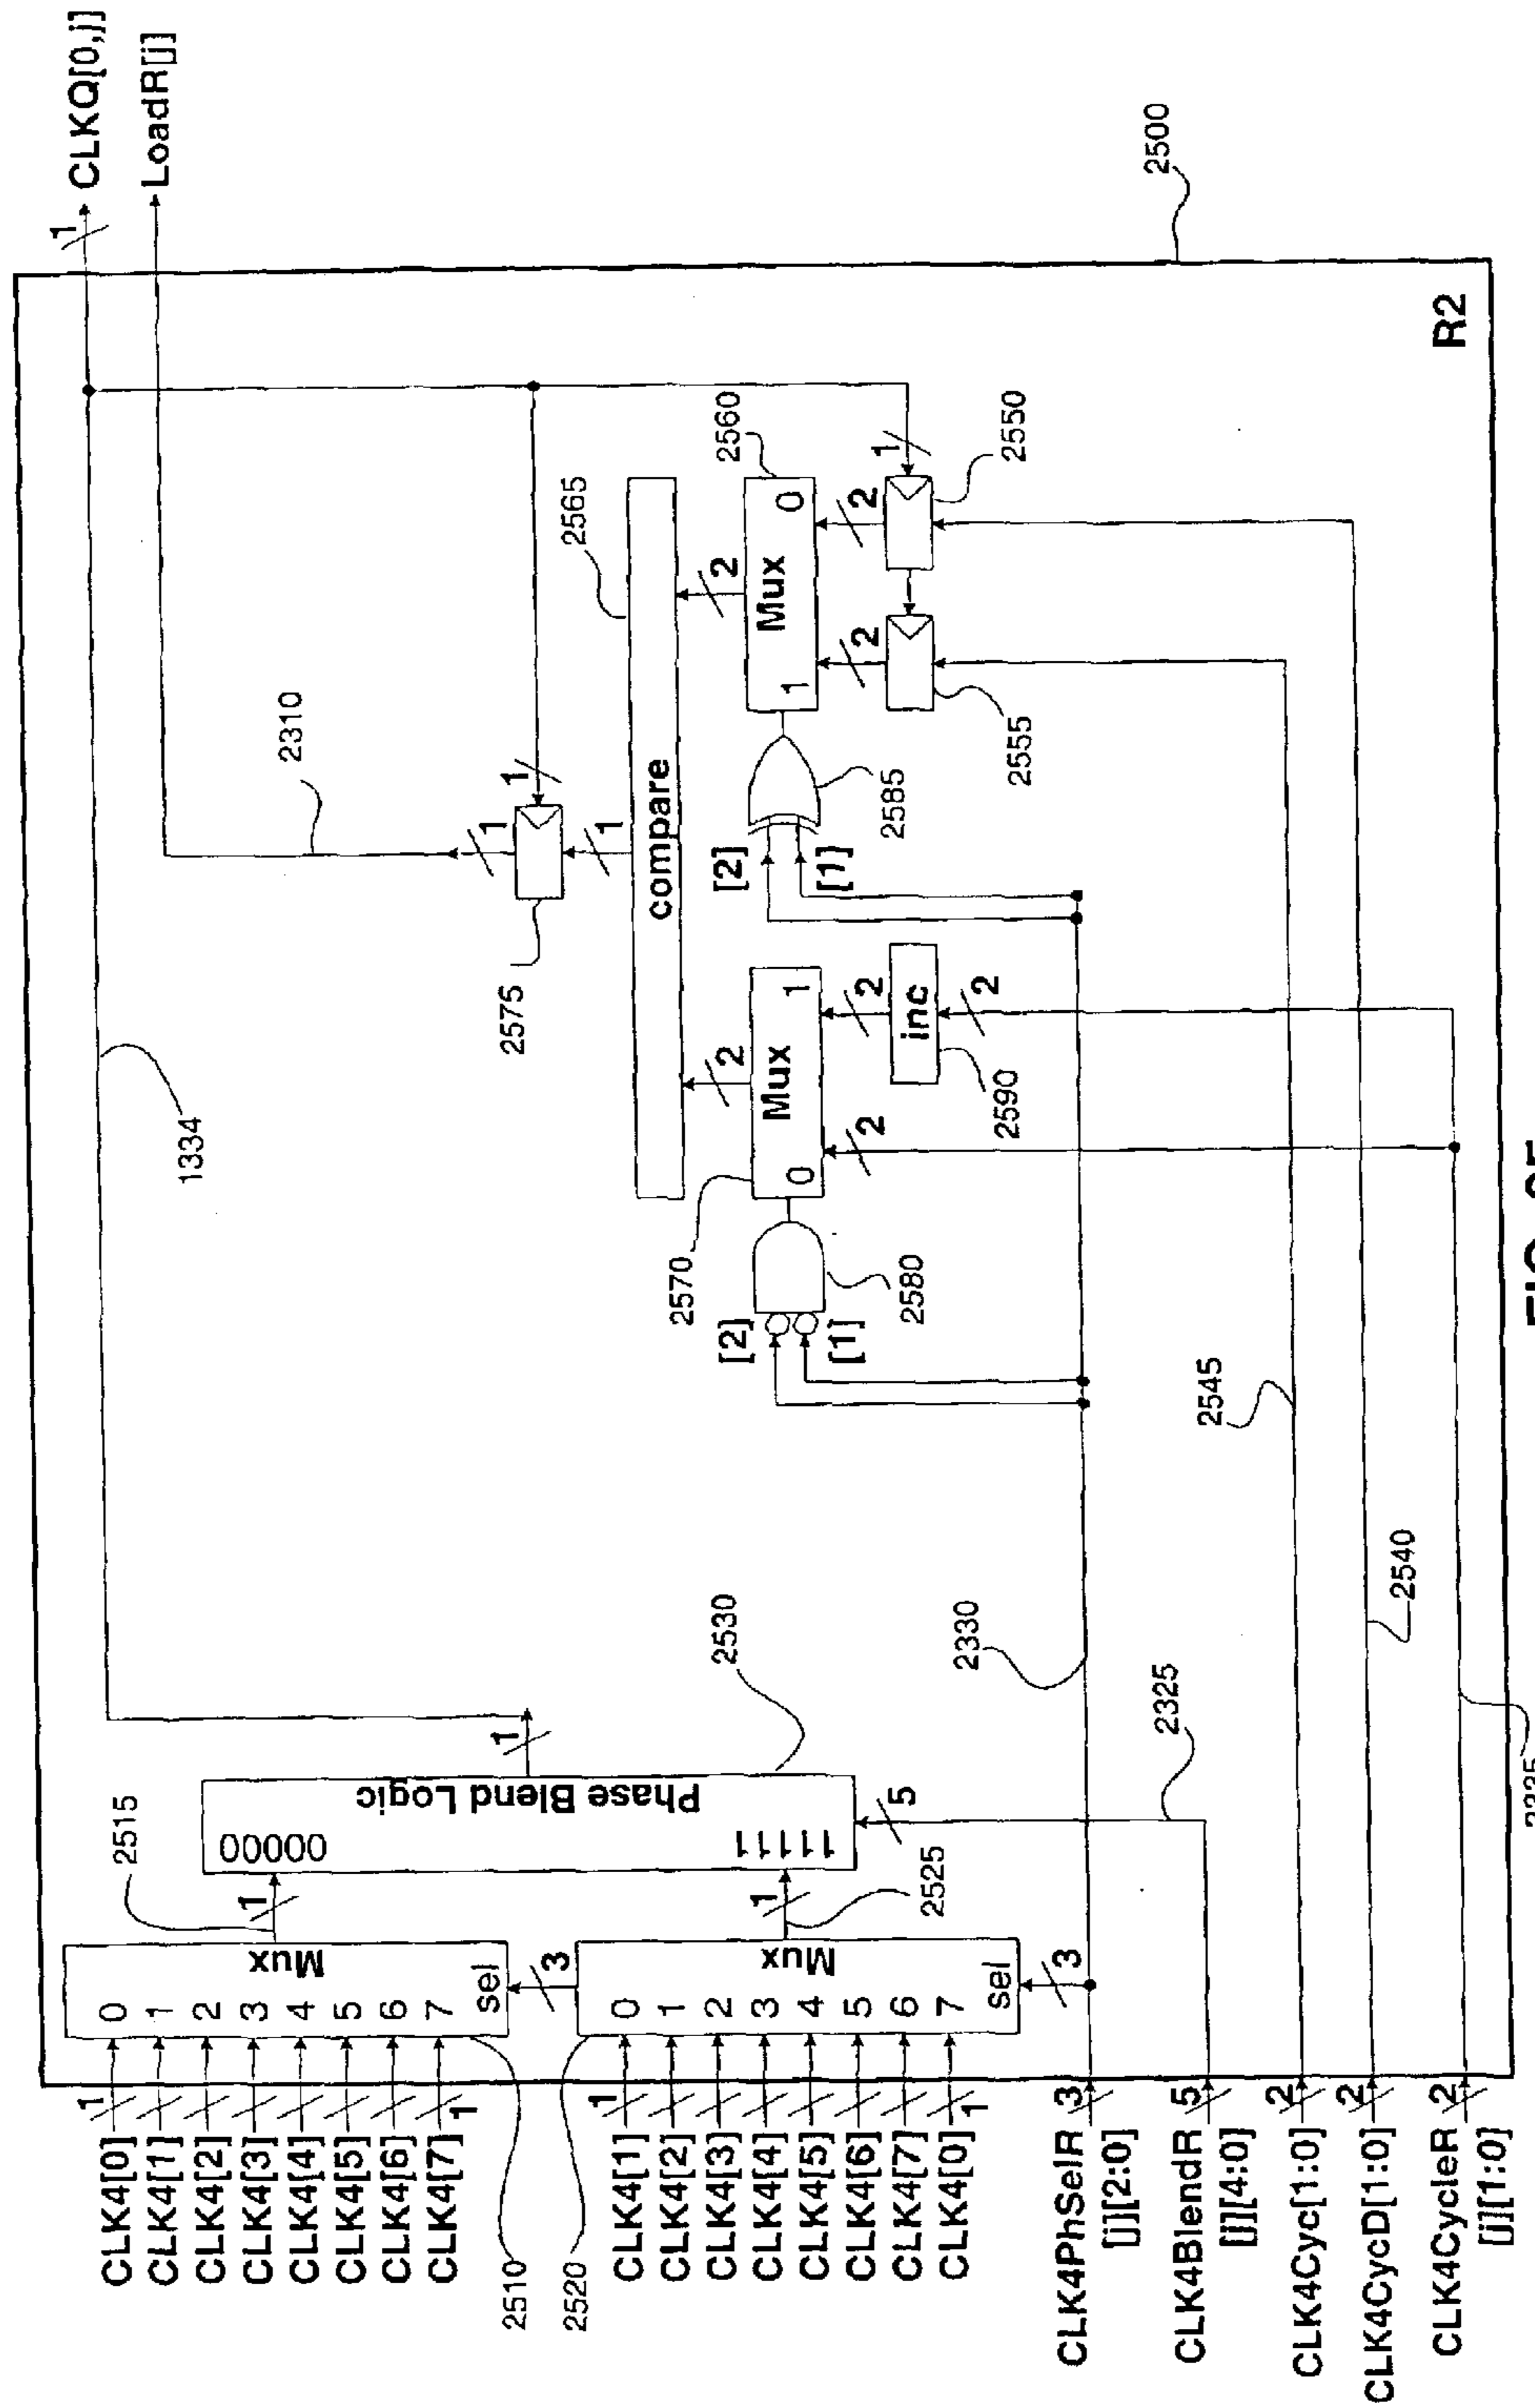 CLK4[0]
CLK4[1]
CLK4[2]
CLK4[3]
CLK4[4]
CLK4[5]
CLK4[6]
CLK4[7]
1
1
0
1
2
3
4
5
6
7
Mux
sel
2510
2515
1
3
CLK4[1]
CLK4[2]
CLK4[3]
CLK4[4]
CLK4[5]
CLK4[6]
CLK4[7]
CLK4[0]
1
1
0
1
2
3
4
5
6
7
Mux
sel
2520
2525
1
3
00000
11111
Phase Blend Logic
2530
1
5
1334
1
CLKQ[0,j]
LoadR[j]
2310
1
1
1
2575
compare
2565
2
2
Mux
0
1
2570
[2]
[1]
2580
2
2
inc
2590
2
[2]
[1]
2585
Mux
1
0
2560
2
2
1
2555
2550
CLK4PhSelR
[j][2:0]
3
2330
CLK4BlendR
[j][4:0]
5
2325
CLK4Cyc[1:0]
2
2545
CLK4CycD[1:0]
2
2540
CLK4CycleR
[j][1:0]
2
R2
2500